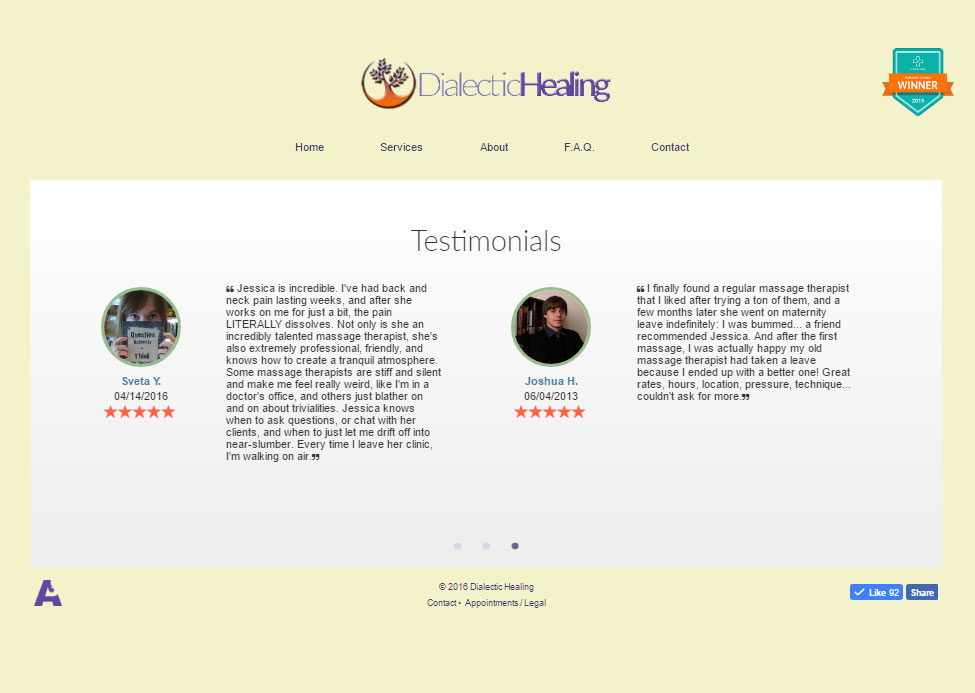 DialecticHealing
WINNER
2015
Home Services About F.A.Q. Contact
Testimonials
❝ Jessica is incredible. I've had back and
neck pain lasting weeks, and after she
works on me for just a bit, the pain
LITERALLY dissolves. Not only is she an
incredibly talented massage therapist, she's
also extremely professional, friendly, and
knows how to create a tranquil atmosphere.
Some massage therapists are stiff and silent
and make me feel really weird, like I'm in a
doctor's office, and others just blather on
and on about trivialities. Jessica knows
when to ask questions, or chat with her
clients, and when to just let me drift off into
near-slumber. Every time I leave her clinic,
I'm walking on air.❞
Question
Think
Sveta Y.
04/14/2016
★★★★★
❝ I finally found a regular massage therapist
that I liked after trying a ton of them, and a
few months later she went on maternity
leave indefinitely: I was bummed... a friend
recommended Jessica. And after the first
massage, I was actually happy my old
massage therapist had taken a leave
because I ended up with a better one! Great
rates, hours, location, pressure, technique...
couldn't ask for more.❞
Joshua H.
06/04/2013
★★★★★
A
© 2016 Dialectic Healing
Contact • Appointments / Legal
Like 92 Share